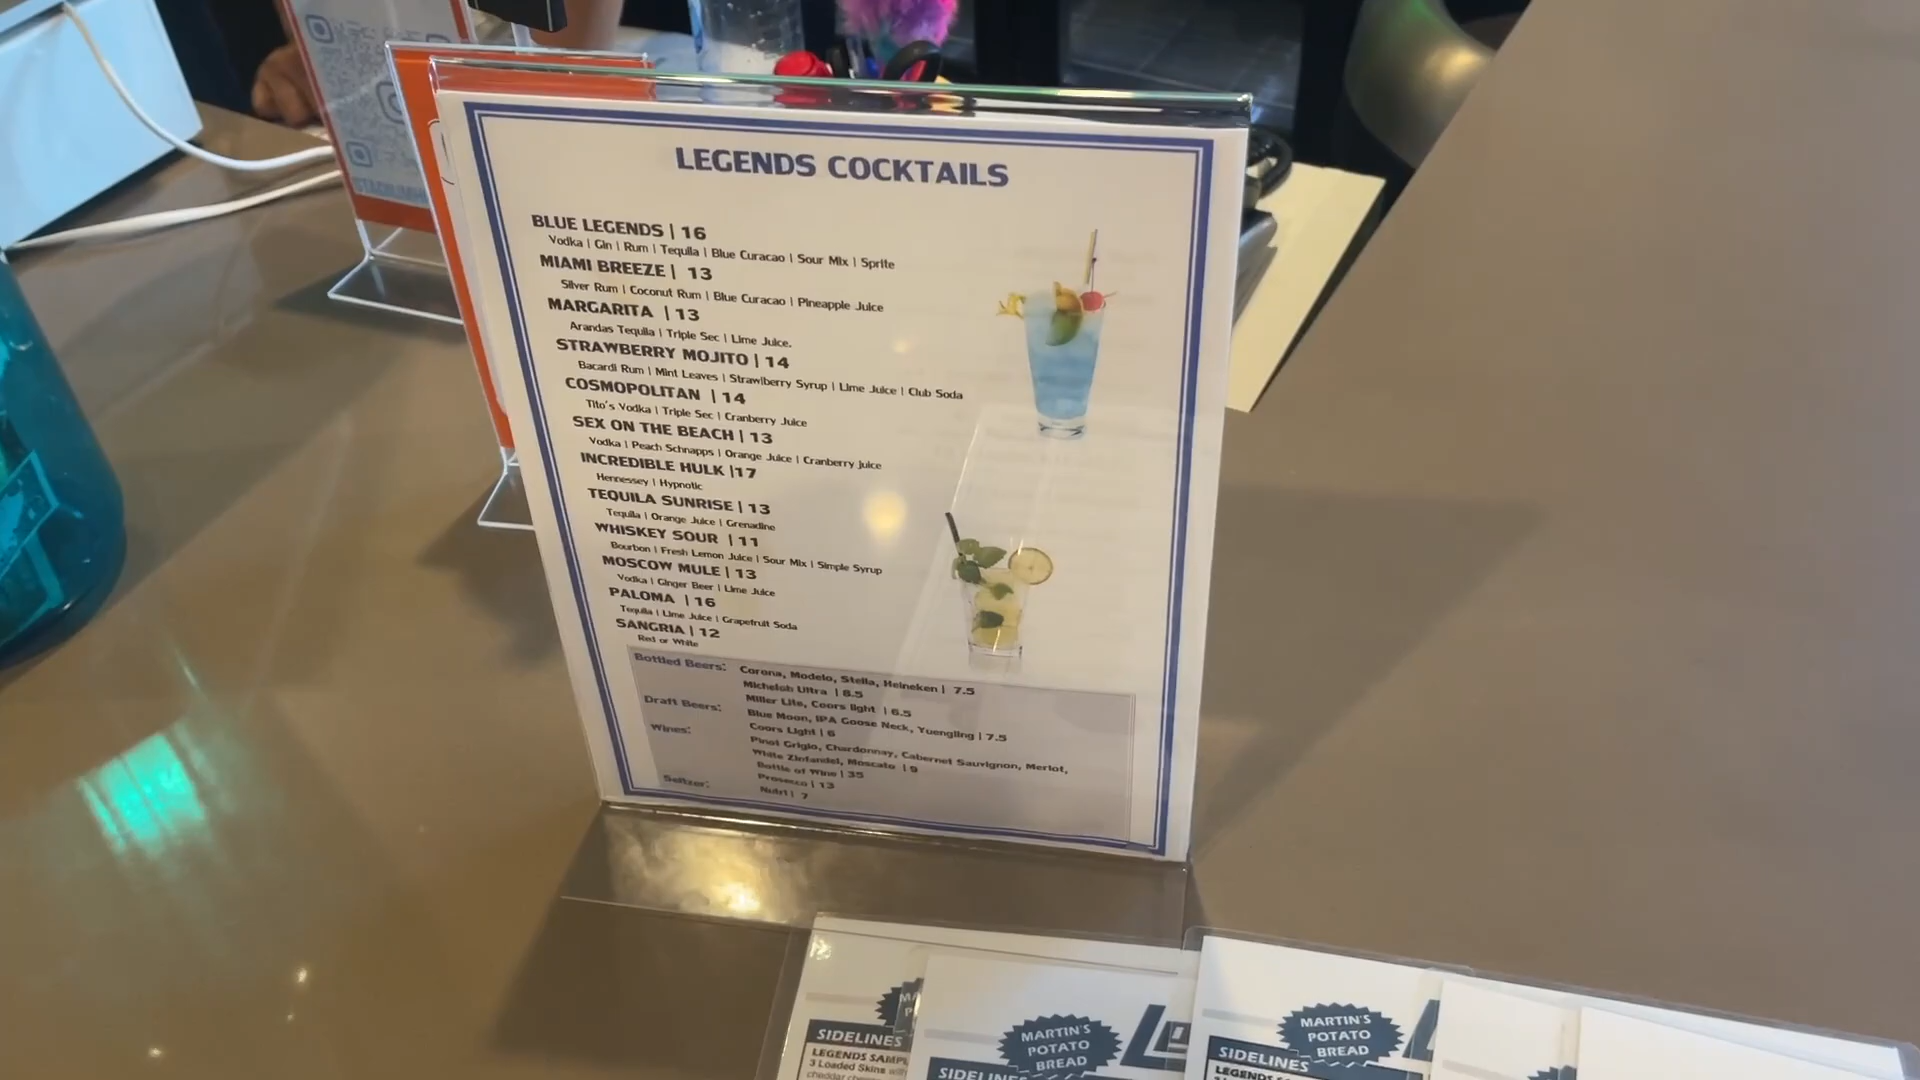 LEGENDS COCKTAILS
BLUE LEGENDS | 16
Vodka | Gin | Rum | Tequila | Blue Curacao | Sour Mix | Sprite
MIAMI BREEZE | 13
Silver Rum | Coconut Rum | Blue Curacao | Pineapple Juice
MARGARITA | 13
Arandas Tequila | Triple Sec | Lime Juice.
STRAWBERRY MOJITO | 14
Bacardi Rum | Mint Leaves | Strawlberry Syrup | Lime Juice | Club Soda
COSMOPOLITAN | 14
Tito's Vodka | Triple Sec | Cranberry Juice
SEX ON THE BEACH | 13
Vodka | Peach Schnapps | Orange Juice | Cranberry juice
INCREDIBLE HULK |17
Hennessey | Hypnotic
TEQUILA SUNRISE | 13
Tequila | Orange Juice | Grenadine
WHISKEY SOUR | 11
Bourbon | Fresh Lemon Juice | Sour Mix | Simple Syrup
MOSCOW MULE | 13
Vodka | Ginger Beer | Lime Juice
PALOMA | 16
Tequila | Lime Juice | Grapefruit Soda
SANGRIA | 12
Red or White
Bottled Beers: Corona, Modelo, Stella, Heineken | 7.5
Michelob Ultra | 8.5
Draft Beers: Miller Lite, Coors light | 6.5
Blue Moon, IPA Goose Neck, Yuengling | 7.5
Coors Light | 6
Wines: Pinot Grigio, Chardonnay, Cabernet Sauvignon, Merlot,
White Zinfandel, Moscato | 9
Bottle of Wine | 35
Prosecco | 13
Seltzer: Nutrl | 7
SIDELINES
3 Loaded Skins
MARTIN'S
POTATO
BREAD
SIDELINES
MARTIN'S
POTATO
BREAD
SIDELINES